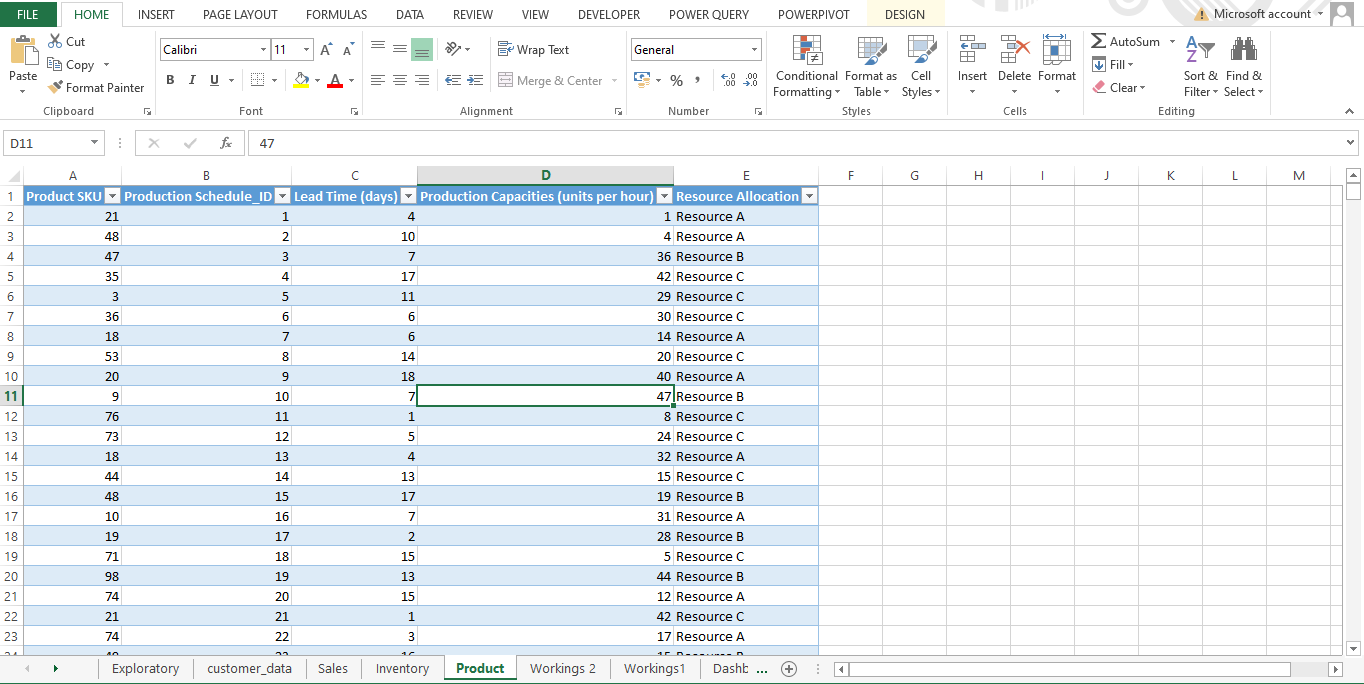 FILE HOME INSERT PAGE LAYOUT FORMULAS DATA REVIEW VIEW DEVELOPER POWER QUERY POWERPIVOT DESIGN Microsoft account
Paste
Cut
Copy
Format Painter
Clipboard
Calibri 11
B I U A
Font
Wrap Text
Merge & Center
Alignment
General
% ,
Number
Conditional Formatting
Format as Table
Cell Styles
Styles
Insert Delete Format
Cells
AutoSum
Fill
Clear
Sort & Filter
Find & Select
Editing
D11 fx 47
A B C D E F G H I J K L M
1 Product SKU Production Schedule_ID Lead Time (days) Production Capacities (units per hour) Resource Allocation
2 21 1 4 1 Resource A
3 48 2 10 4 Resource A
4 47 3 7 36 Resource B
5 35 4 17 42 Resource C
6 3 5 11 29 Resource C
7 36 6 6 30 Resource C
8 18 7 6 14 Resource A
9 53 8 14 20 Resource C
10 20 9 18 40 Resource A
11 9 10 7 47 Resource B
12 76 11 1 8 Resource C
13 73 12 5 24 Resource C
14 18 13 4 32 Resource A
15 44 14 13 15 Resource C
16 48 15 17 19 Resource B
17 10 16 7 31 Resource A
18 19 17 2 28 Resource B
19 71 18 15 5 Resource C
20 98 19 13 44 Resource B
21 74 20 15 12 Resource A
22 21 21 1 42 Resource C
23 74 22 3 17 Resource A
Exploratory customer_data Sales Inventory Product Workings 2 Workings1 Dashb ...